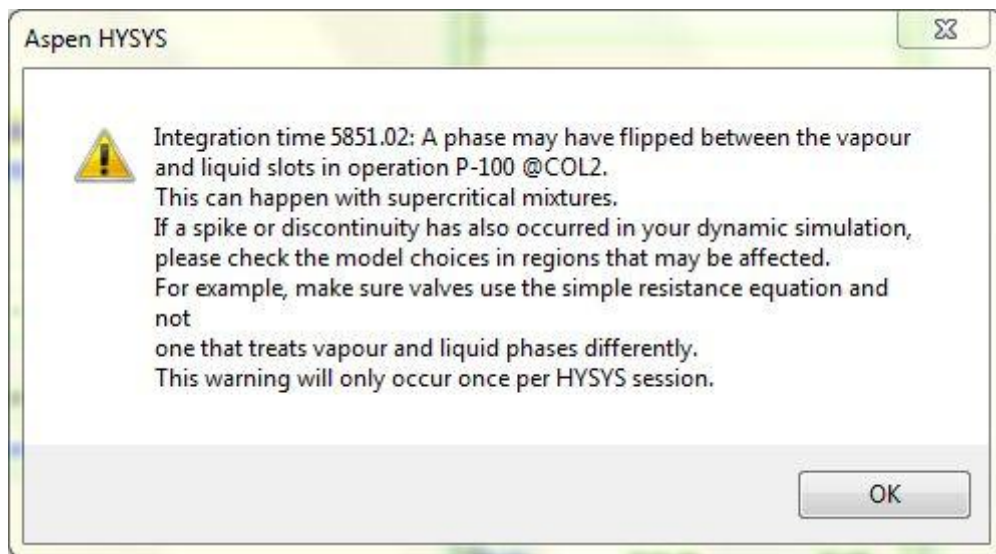 Aspen HYSYS
Integration time 5851.02: A phase may have flipped between the vapour
and liquid slots in operation P-100 @COL2.
This can happen with supercritical mixtures.
If a spike or discontinuity has also occurred in your dynamic simulation,
please check the model choices in regions that may be affected.
For example, make sure valves use the simple resistance equation and
not
one that treats vapour and liquid phases differently.
This warning will only occur once per HYSYS session.
OK